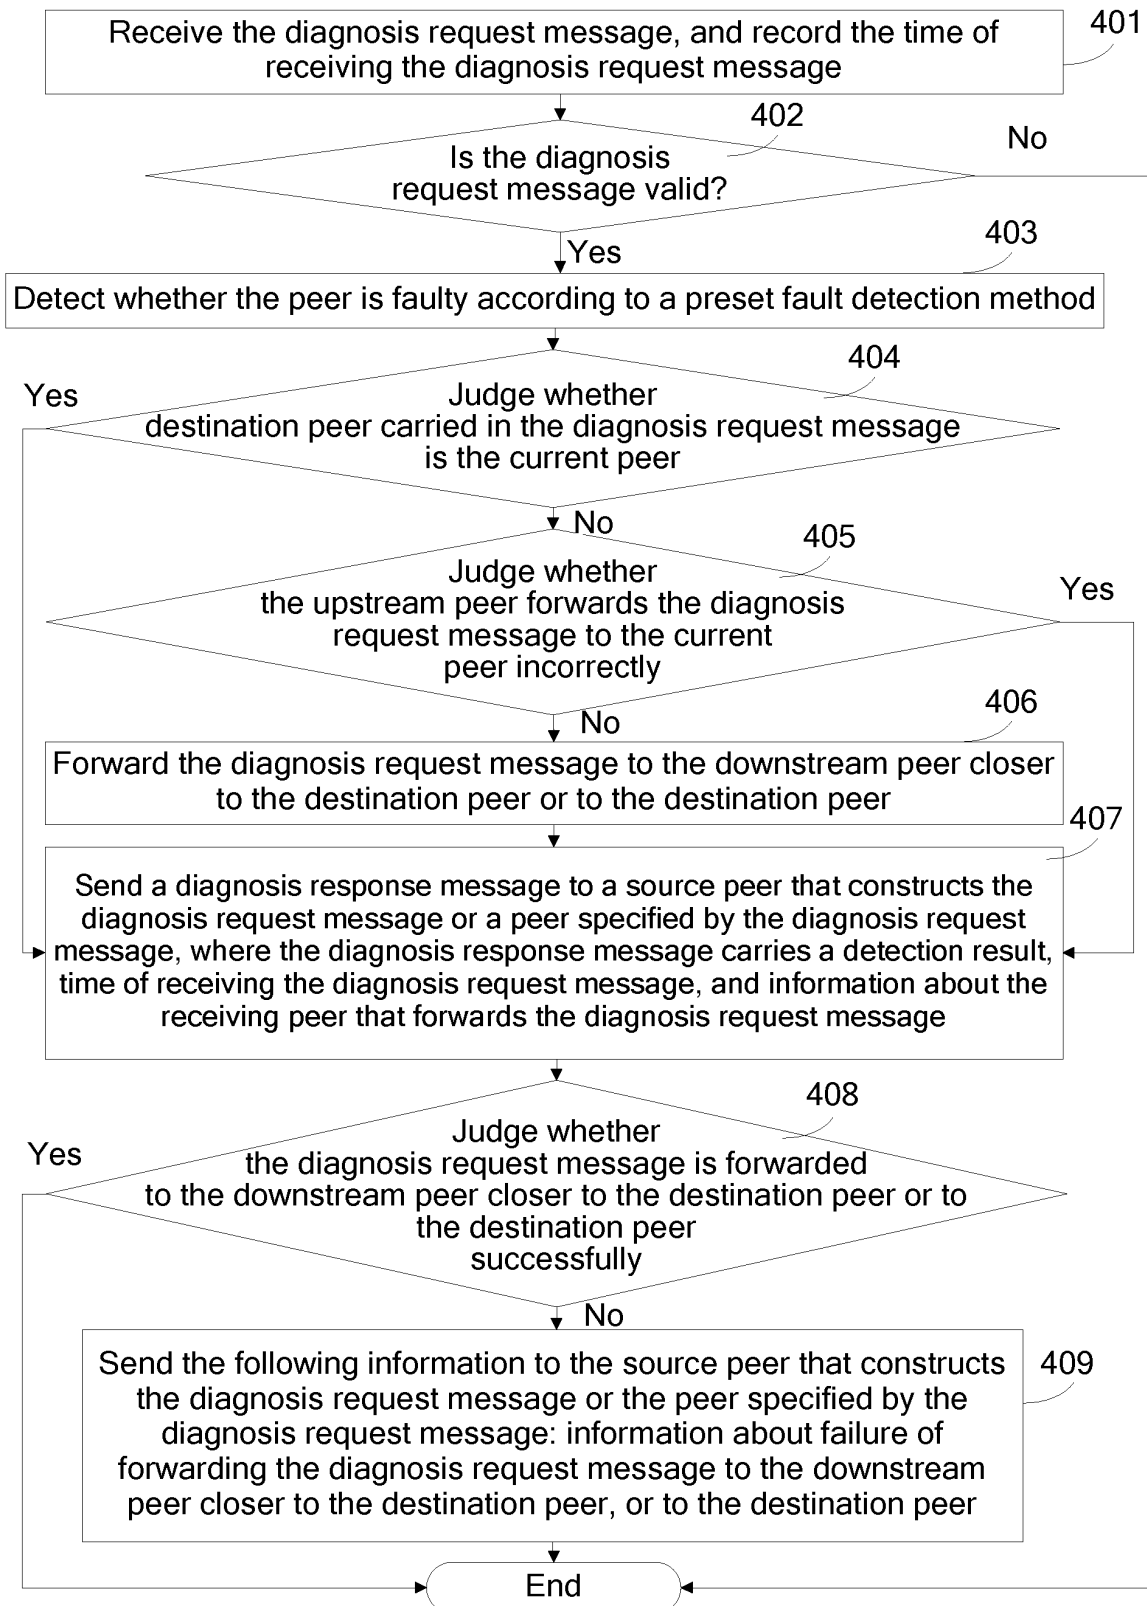 Receive the diagnosis request message, and record the time of
receiving the diagnosis request message
401
402
No
Is the diagnosis
request message valid?
Yes
403
Detect whether the peer is faulty according to a preset fault detection method
404
Yes
Judge whether
destination peer carried in the diagnosis request message
is the current peer
No
405
Judge whether
the upstream peer forwards the diagnosis
request message to the current
peer incorrectly
Yes
No
406
Forward the diagnosis request message to the downstream peer closer
to the destination peer or to the destination peer
407
Send a diagnosis response message to a source peer that constructs the
diagnosis request message or a peer specified by the diagnosis request
message, where the diagnosis response message carries a detection result,
time of receiving the diagnosis request message, and information about the
receiving peer that forwards the diagnosis request message
408
Yes
Judge whether
the diagnosis request message is forwarded
to the downstream peer closer to the destination peer or to
the destination peer
successfully
No
Send the following information to the source peer that constructs
the diagnosis request message or the peer specified by the
diagnosis request message: information about failure of
forwarding the diagnosis request message to the downstream
peer closer to the destination peer, or to the destination peer
409
End